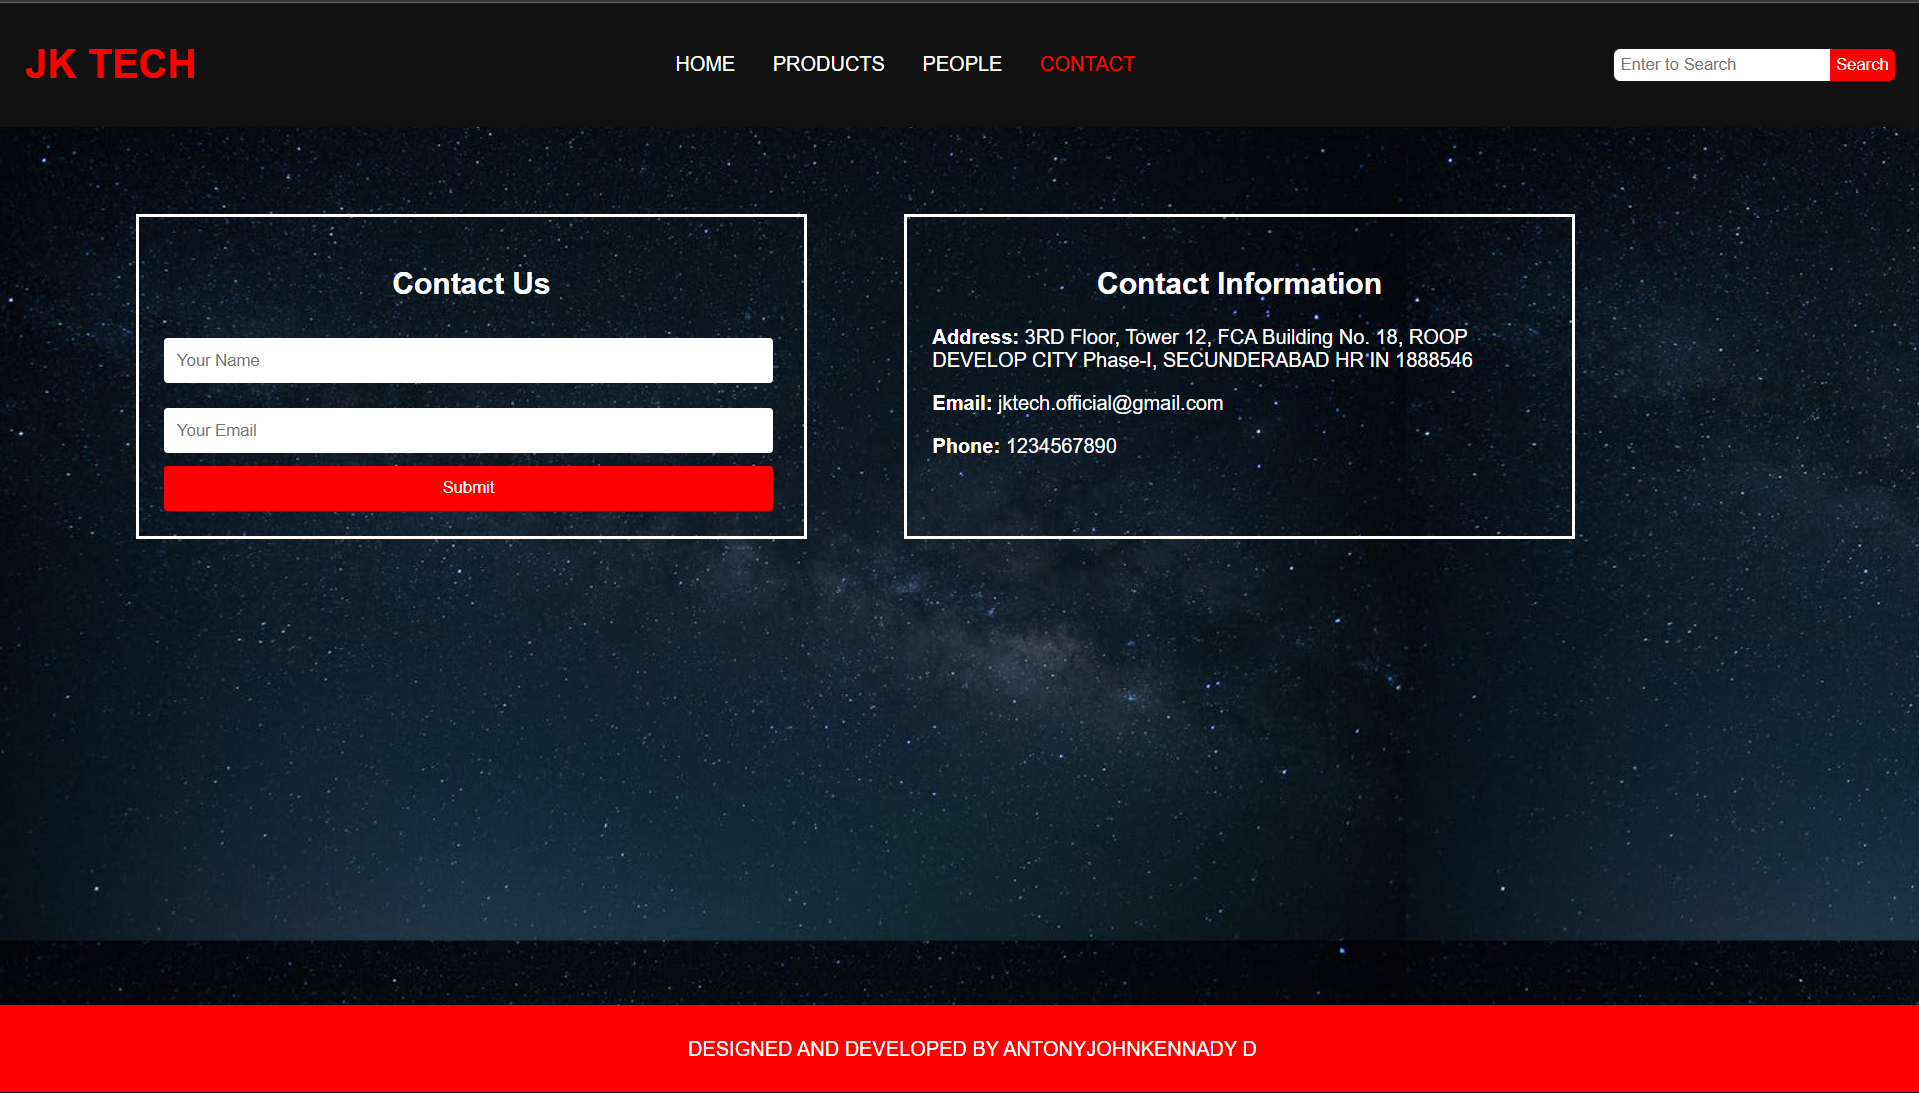 JK TECH
HOME PRODUCTS PEOPLE CONTACT
Enter to Search Search
Contact Us
Your Name
Your Email
Submit
Contact Information
Address: 3RD Floor, Tower 12, FCA Building No. 18, ROOP
DEVELOP CITY Phase-I, SECUNDERABAD HR IN 1888546
Email: jktech.official@gmail.com
Phone: 1234567890
DESIGNED AND DEVELOPED BY ANTONYJOHNKENNADY D